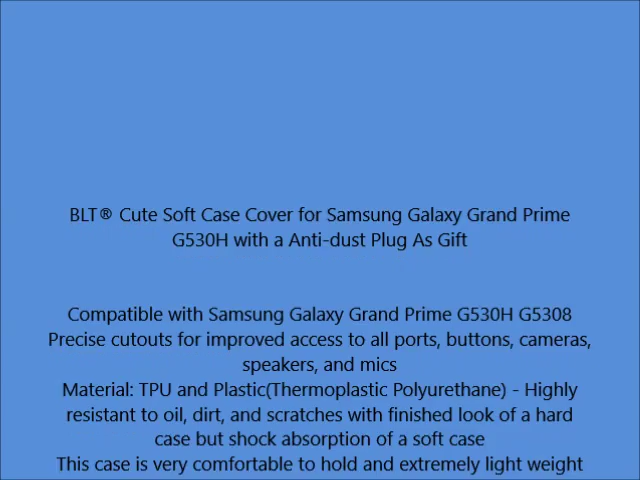 BLT® Cute Soft Case Cover for Samsung Galaxy Grand Prime
G530H with a Anti-dust Plug As Gift
Compatible with Samsung Galaxy Grand Prime G530H G5308
Precise cutouts for improved access to all ports, buttons, cameras,
speakers, and mics
Material: TPU and Plastic(Thermoplastic Polyurethane) - Highly
resistant to oil, dirt, and scratches with finished look of a hard
case but shock absorption of a soft case
This case is very comfortable to hold and extremely light weight